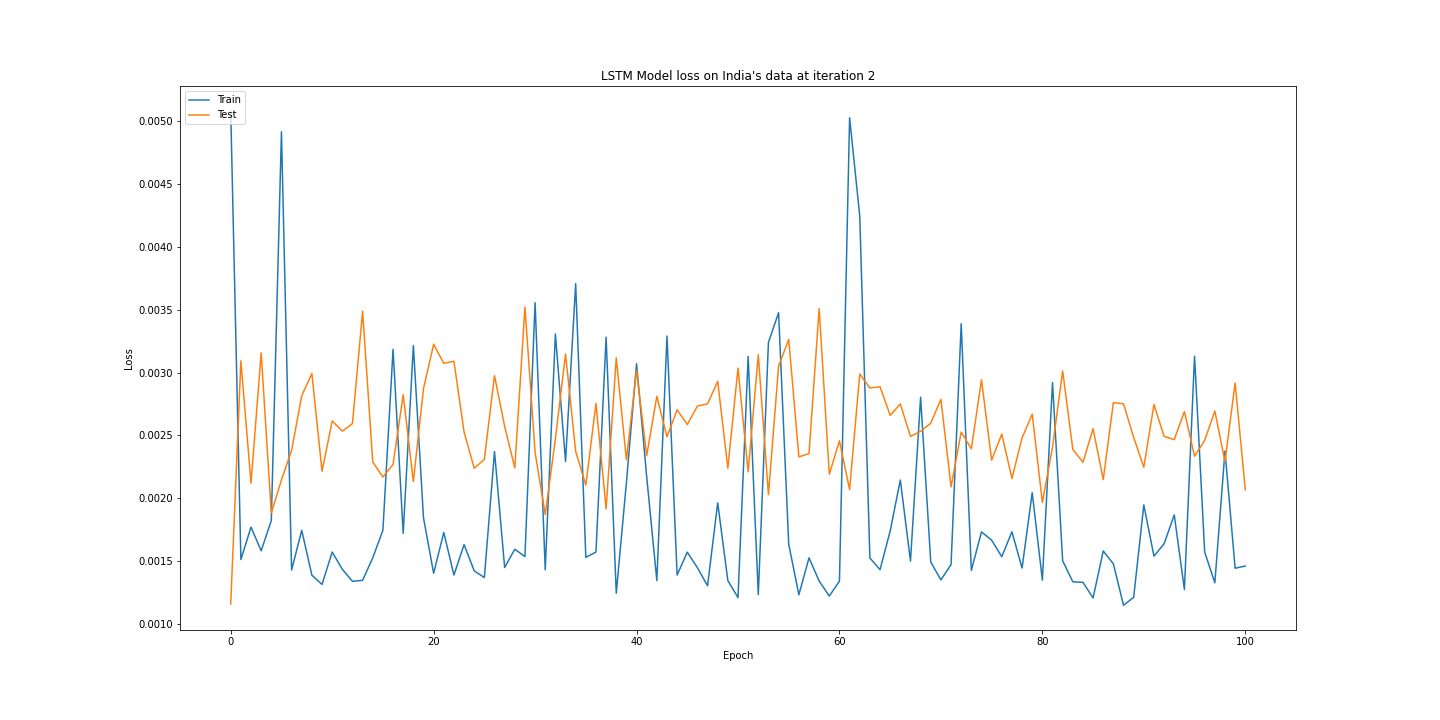 LSTM Model loss on India's data at iteration 2
Train
Test
0.0050
0.0045
0.0040
0.0035
0.0030
0.0025
0.0020
0.0015
0.0010
Loss
0 20 40 60 80 100
Epoch